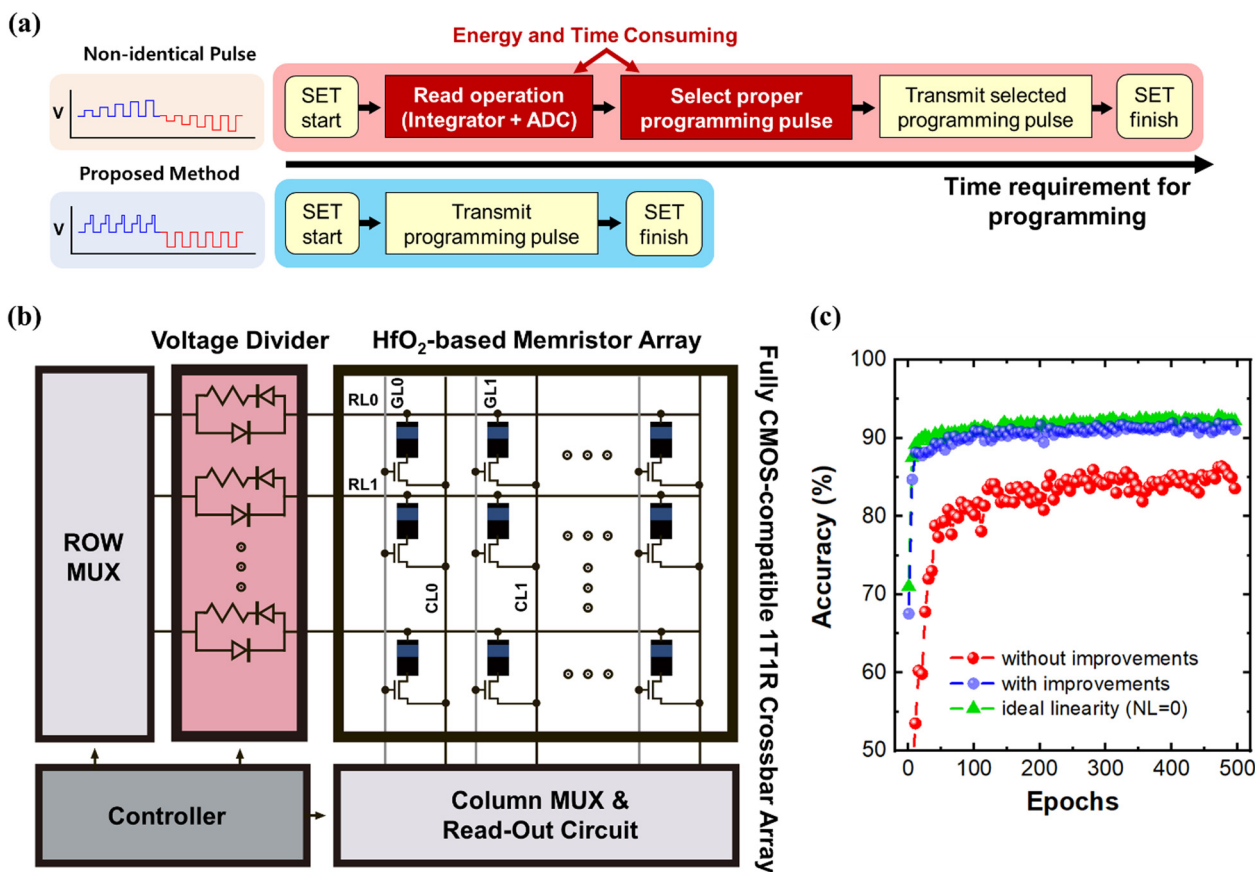 (a)
Energy and Time Consuming
Non-identical Pulse
V
SET
start
Read operation
(Integrator + ADC)
Select proper
programming pulse
Transmit selected
programming pulse
SET
finish
Proposed Method
V
SET
start
Transmit
programming pulse
SET
finish
Time requirement for
programming
(b)
Voltage Divider
HfO₂-based Memristor Array
ROW
MUX
RL0
GL0
GL1
RL1
CL0
CL1
Fully CMOS-compatible 1T1R Crossbar Array
Controller
Column MUX &
Read-Out Circuit
(c)
Accuracy (%)
100
90
80
70
60
50
without improvements
with improvements
ideal linearity (NL=0)
0 100 200 300 400 500
Epochs